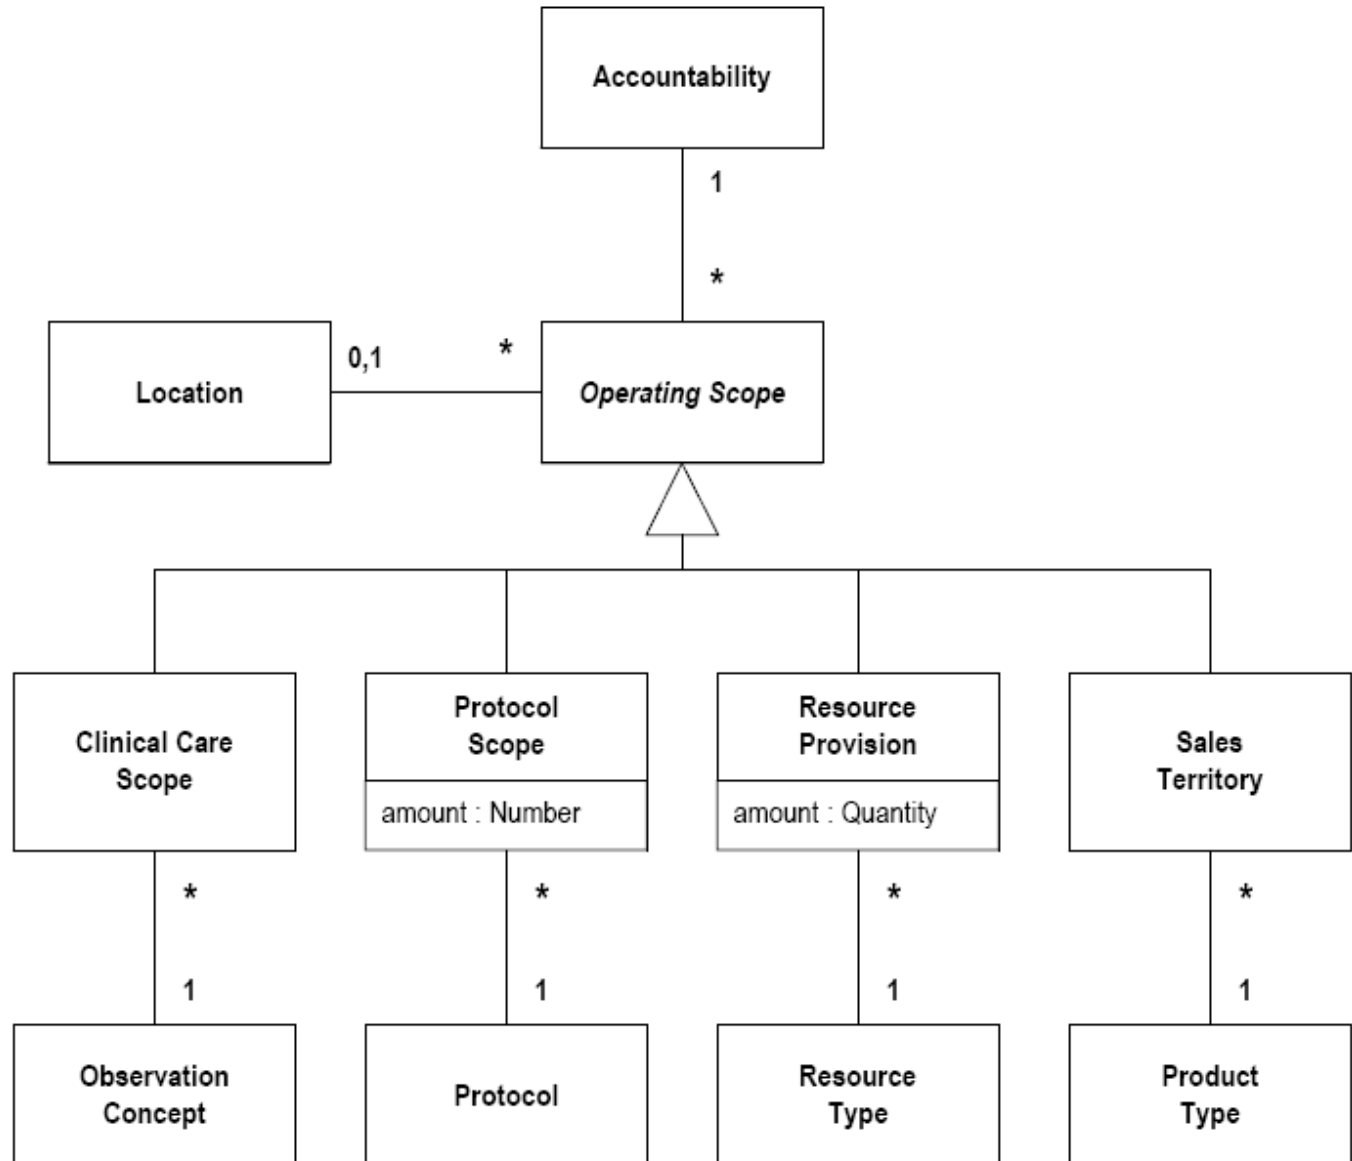 Accountability
1
*
Location
0,1
*
Operating Scope
Clinical Care
Scope
Protocol
Scope
amount : Number
Resource
Provision
amount : Quantity
Sales
Territory
*
*
*
*
1
1
1
1
Observation
Concept
Protocol
Resource
Type
Product
Type